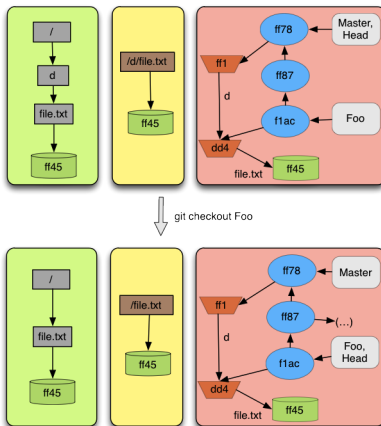 /
d
file.txt
ff45
/d/file.txt
ff45
ff78
Master,
Head
ff1
ff87
d
f1ac
Foo
dd4
file.txt
ff45
git checkout Foo
/
file.txt
ff45
/file.txt
ff45
ff78
Master
ff1
ff87
(...)
d
f1ac
Foo,
Head
dd4
file.txt
ff45